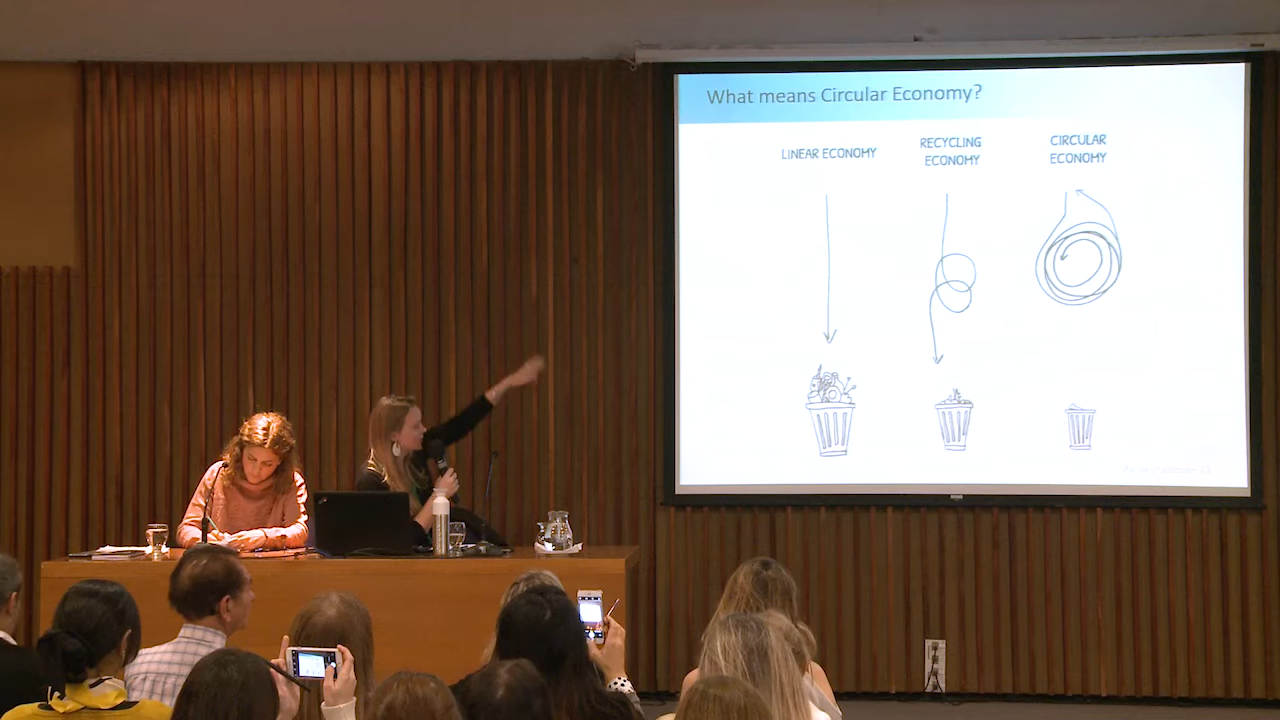 What means Circular Economy?
LINEAR ECONOMY
RECYCLING
ECONOMY
CIRCULAR
ECONOMY